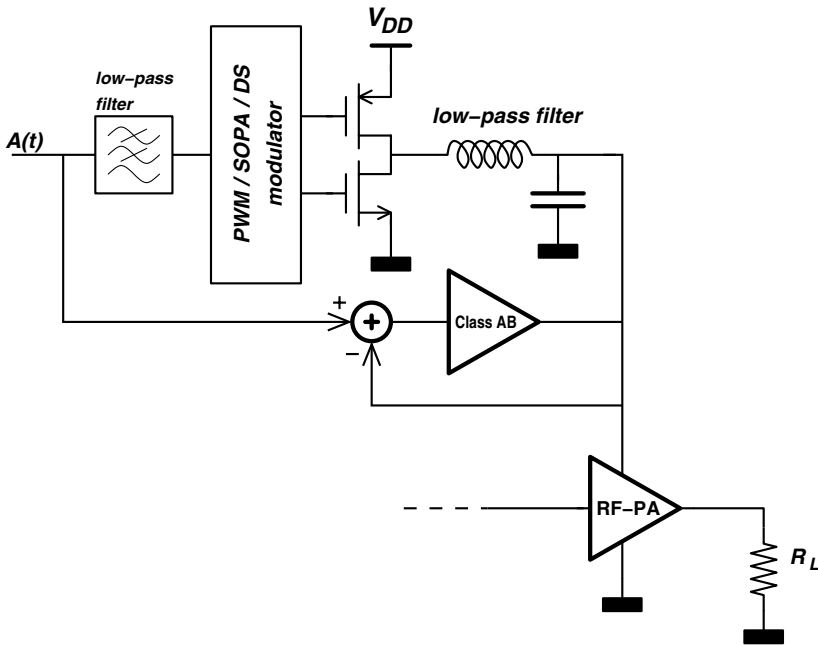 V_DD
low–pass
filter
PWM / SOPA / DS
modulator
low–pass filter
A(t)
+
+
–
Class AB
RF–PA
R_L